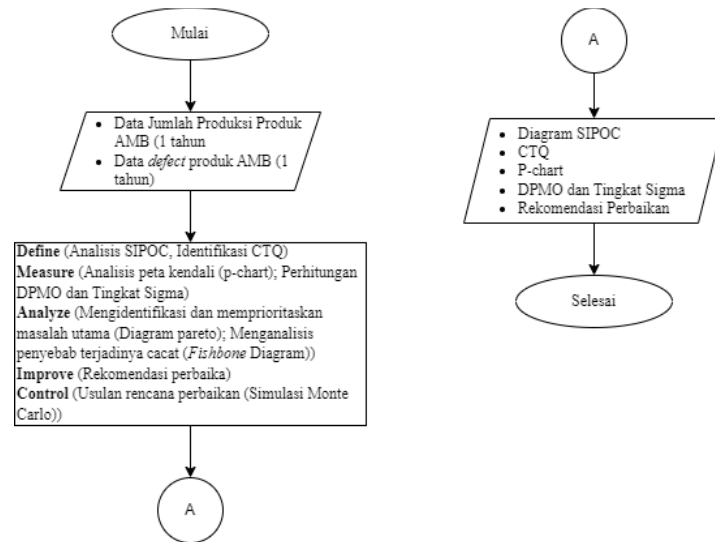 Mulai
• Data Jumlah Produksi Produk
AMB (1 tahun
• Data defect produk AMB (1
tahun)
Define (Analisis SIPOC, Identifikasi CTQ)
Measure (Analisis peta kendali (p-chart); Perhitungan
DPMO dan Tingkat Sigma)
Analyze (Mengidentifikasi dan memprioritaskan
masalah utama (Diagram pareto); Menganalisis
penyebab terjadinya cacat (Fishbone Diagram))
Improve (Rekomendasi perbaika)
Control (Usulan rencana perbaikan (Simulasi Monte
Carlo))
A
A
• Diagram SIPOC
• CTQ
• P-chart
• DPMO dan Tingkat Sigma
• Rekomendasi Perbaikan
Selesai